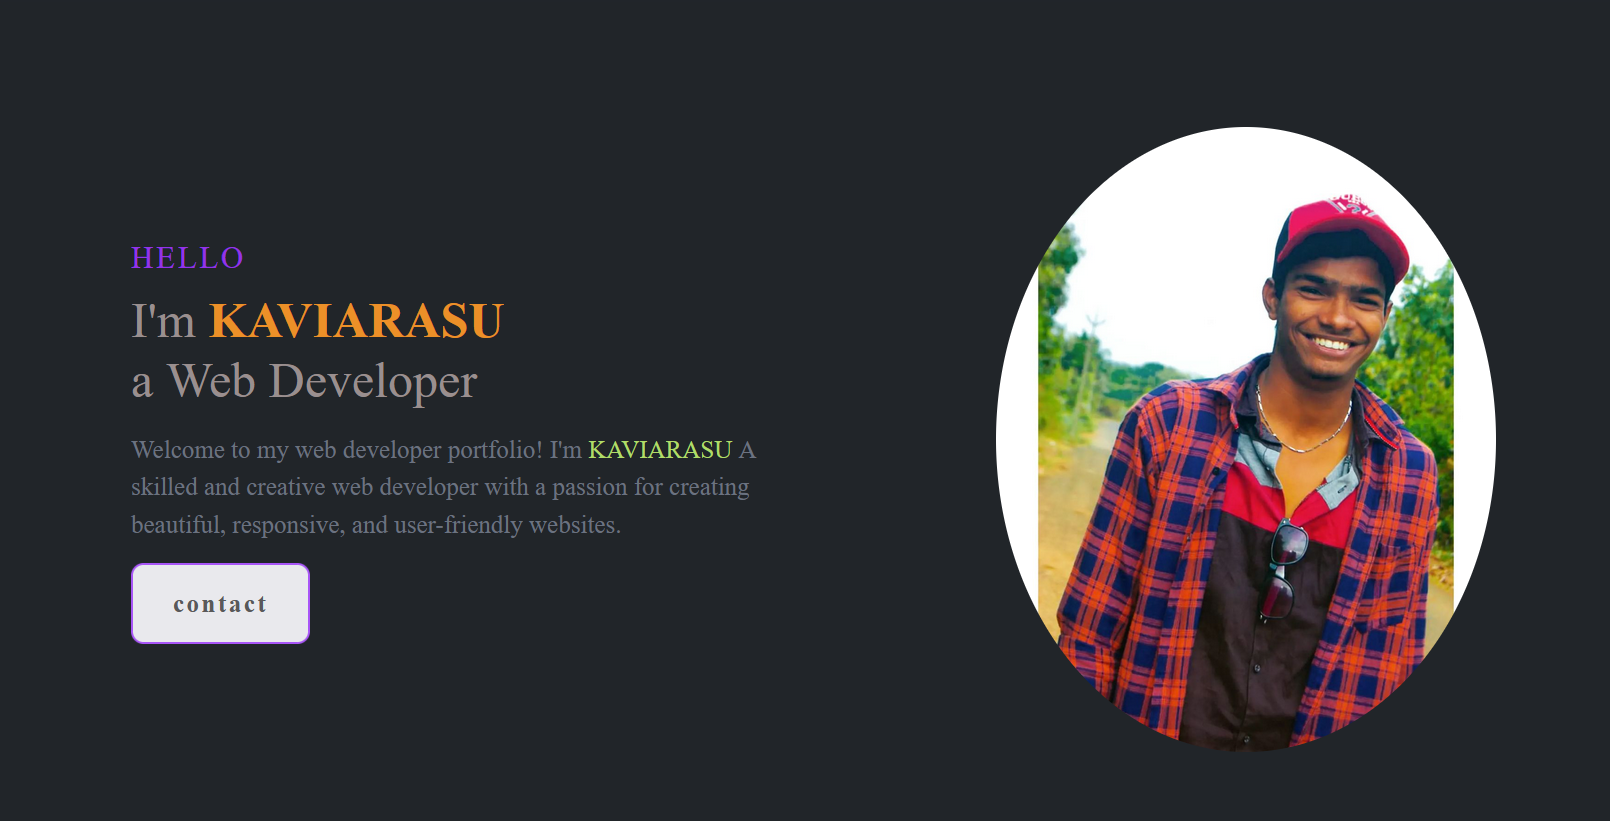 HELLO
I'm KAVIARASU
a Web Developer
Welcome to my web developer portfolio! I'm KAVIARASU A
skilled and creative web developer with a passion for creating
beautiful, responsive, and user-friendly websites.
contact